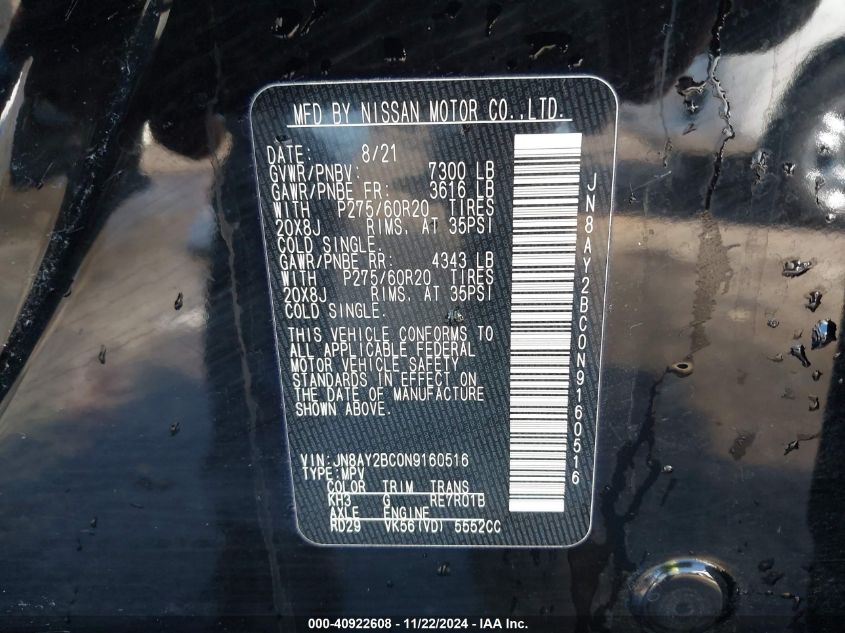 MFD BY NISSAN MOTOR CO.,LTD.
DATE: 8/21
GVWR/PNBV: 7300 LB
GAWR/PNBE FR: 3616 LB
WITH P275/60R20 TIRES
20X8J RIMS, AT 35PSI
COLD SINGLE.
GAWR/PNBE RR: 4343 LB
WITH P275/60R20 TIRES
20X8J RIMS, AT 35PSI
COLD SINGLE.
THIS VEHICLE CONFORMS TO
ALL APPLICABLE FEDERAL
MOTOR VEHICLE SAFETY
STANDARDS IN EFFECT ON
THE DATE OF MANUFACTURE
SHOWN ABOVE.
VIN:JN8AY2BC0N9160516
TYPE:MPV
COLOR TRIM TRANS
KH3 G RE7R01B
AXLE ENGINE
RD29 VK56(VD) 5552CC
JN8AY2BC0N9160516
000-40922608 - 11/22/2024 - IAA Inc.